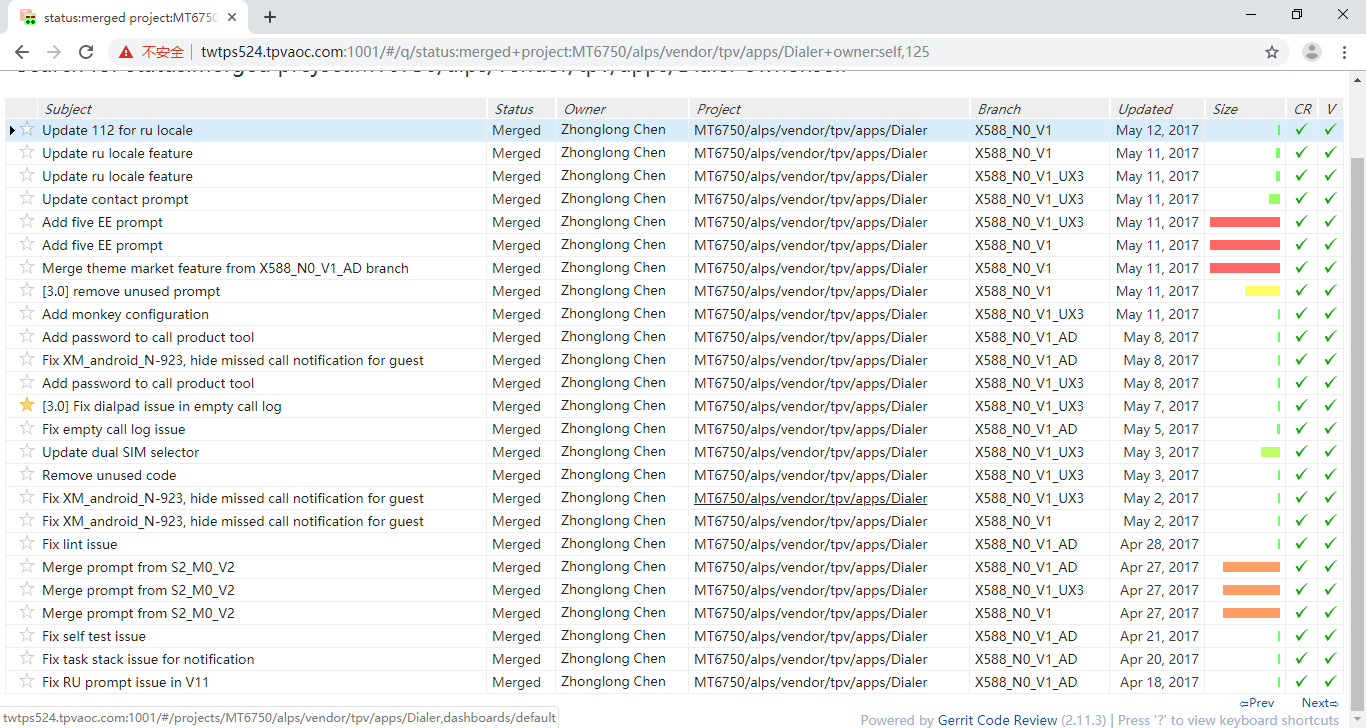 status:merged project:MT6750
不安全 twtps524.tpvaoc.com:1001/#/q/status:merged+project:MT6750/alps/vendor/tpv/apps/Dialer+owner:self,125
Search for status:merged project:MT6750/alps/vendor/tpv/apps/Dialer owner:self
Subject Status Owner Project Branch Updated Size CR V
Update 112 for ru locale Merged Zhonglong Chen MT6750/alps/vendor/tpv/apps/Dialer X588_N0_V1 May 12, 2017
Update ru locale feature Merged Zhonglong Chen MT6750/alps/vendor/tpv/apps/Dialer X588_N0_V1 May 11, 2017
Update ru locale feature Merged Zhonglong Chen MT6750/alps/vendor/tpv/apps/Dialer X588_N0_V1_UX3 May 11, 2017
Update contact prompt Merged Zhonglong Chen MT6750/alps/vendor/tpv/apps/Dialer X588_N0_V1_UX3 May 11, 2017
Add five EE prompt Merged Zhonglong Chen MT6750/alps/vendor/tpv/apps/Dialer X588_N0_V1_UX3 May 11, 2017
Add five EE prompt Merged Zhonglong Chen MT6750/alps/vendor/tpv/apps/Dialer X588_N0_V1 May 11, 2017
Merge theme market feature from X588_N0_V1_AD branch Merged Zhonglong Chen MT6750/alps/vendor/tpv/apps/Dialer X588_N0_V1 May 11, 2017
[3.0] remove unused prompt Merged Zhonglong Chen MT6750/alps/vendor/tpv/apps/Dialer X588_N0_V1 May 11, 2017
Add monkey configuration Merged Zhonglong Chen MT6750/alps/vendor/tpv/apps/Dialer X588_N0_V1_UX3 May 11, 2017
Add password to call product tool Merged Zhonglong Chen MT6750/alps/vendor/tpv/apps/Dialer X588_N0_V1_AD May 8, 2017
Fix XM_android_N-923, hide missed call notification for guest Merged Zhonglong Chen MT6750/alps/vendor/tpv/apps/Dialer X588_N0_V1_AD May 8, 2017
Add password to call product tool Merged Zhonglong Chen MT6750/alps/vendor/tpv/apps/Dialer X588_N0_V1_UX3 May 8, 2017
[3.0] Fix dialpad issue in empty call log Merged Zhonglong Chen MT6750/alps/vendor/tpv/apps/Dialer X588_N0_V1_UX3 May 7, 2017
Fix empty call log issue Merged Zhonglong Chen MT6750/alps/vendor/tpv/apps/Dialer X588_N0_V1_AD May 5, 2017
Update dual SIM selector Merged Zhonglong Chen MT6750/alps/vendor/tpv/apps/Dialer X588_N0_V1_UX3 May 3, 2017
Remove unused code Merged Zhonglong Chen MT6750/alps/vendor/tpv/apps/Dialer X588_N0_V1_UX3 May 3, 2017
Fix XM_android_N-923, hide missed call notification for guest Merged Zhonglong Chen MT6750/alps/vendor/tpv/apps/Dialer X588_N0_V1_UX3 May 2, 2017
Fix XM_android_N-923, hide missed call notification for guest Merged Zhonglong Chen MT6750/alps/vendor/tpv/apps/Dialer X588_N0_V1 May 2, 2017
Fix lint issue Merged Zhonglong Chen MT6750/alps/vendor/tpv/apps/Dialer X588_N0_V1_AD Apr 28, 2017
Merge prompt from S2_M0_V2 Merged Zhonglong Chen MT6750/alps/vendor/tpv/apps/Dialer X588_N0_V1_AD Apr 27, 2017
Merge prompt from S2_M0_V2 Merged Zhonglong Chen MT6750/alps/vendor/tpv/apps/Dialer X588_N0_V1_UX3 Apr 27, 2017
Merge prompt from S2_M0_V2 Merged Zhonglong Chen MT6750/alps/vendor/tpv/apps/Dialer X588_N0_V1 Apr 27, 2017
Fix self test issue Merged Zhonglong Chen MT6750/alps/vendor/tpv/apps/Dialer X588_N0_V1_AD Apr 21, 2017
Fix task stack issue for notification Merged Zhonglong Chen MT6750/alps/vendor/tpv/apps/Dialer X588_N0_V1_AD Apr 20, 2017
Fix RU prompt issue in V11 Merged Zhonglong Chen MT6750/alps/vendor/tpv/apps/Dialer X588_N0_V1_AD Apr 18, 2017
⇦Prev Next⇨
twtps524.tpvaoc.com:1001/#/projects/MT6750/alps/vendor/tpv/apps/Dialer,dashboards/default
Powered by Gerrit Code Review (2.11.3) | Press '?' to view keyboard shortcuts